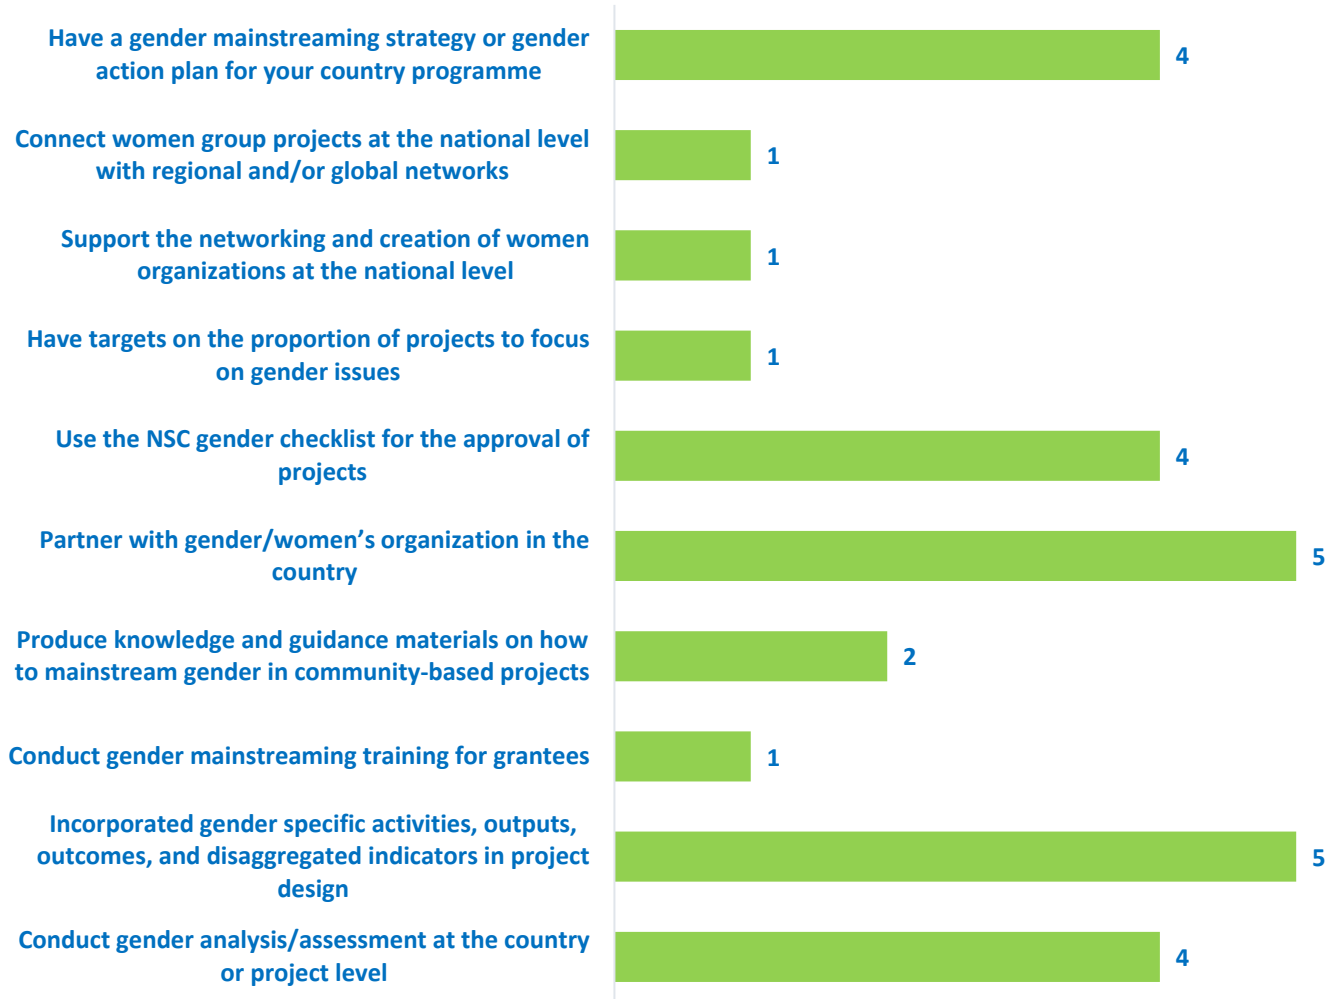 Have a gender mainstreaming strategy or gender
action plan for your country programme
4
Connect women group projects at the national level
with regional and/or global networks
1
Support the networking and creation of women
organizations at the national level
1
Have targets on the proportion of projects to focus
on gender issues
1
Use the NSC gender checklist for the approval of
projects
4
Partner with gender/women’s organization in the
country
5
Produce knowledge and guidance materials on how
to mainstream gender in community-based projects
2
Conduct gender mainstreaming training for grantees
1
Incorporated gender specific activities, outputs,
outcomes, and disaggregated indicators in project
design
5
Conduct gender analysis/assessment at the country
or project level
4